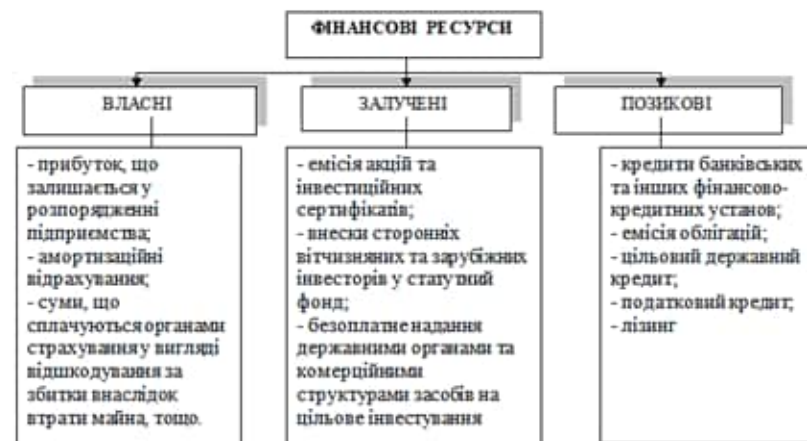 ФІНАНСОВІ РЕСУРСИ
ВЛАСНІ
ЗАЛУЧЕНІ
ПОЗИКОВІ
- прибуток, що
залишається у
розпорядженні
підприємства;
- амортизаційні
відрахування;
- суми, що
сплачуються органами
страхування у вигляді
відшкодування за
збитки внаслідок
втрати майна, тощо.
- емісія акцій та
інвестиційних
сертифікатів;
- внески сторонніх
вітчизняних та зарубіжних
інвесторів у статутний
фонд;
- безоплатне надання
державними органами та
комерційними
структурами засобів на
цільове інвестування
- кредити банківських
та інших фінансово-
кредитних установ;
- емісія облігацій;
- цільовий державний
кредит;
- податковий кредит;
- лізинг